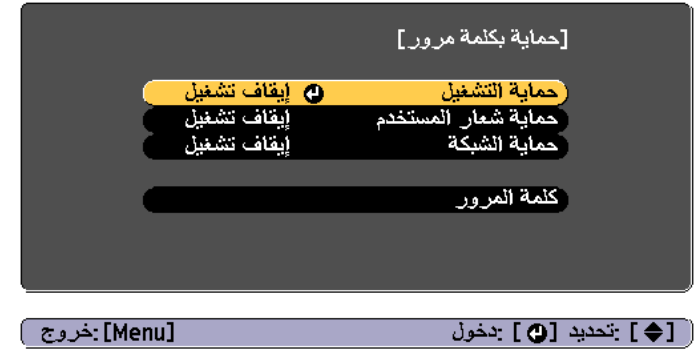 [حماية بكلمة مرور]
حماية التشغيل إيقاف تشغيل
حماية شعار المستخدم إيقاف تشغيل
حماية الشبكة إيقاف تشغيل
كلمة المرور
[ ] :تحديد [ ] :دخول [Menu] :خروج